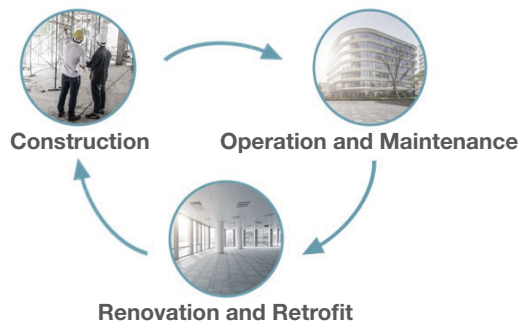 Construction
Operation and Maintenance
Renovation and Retrofit